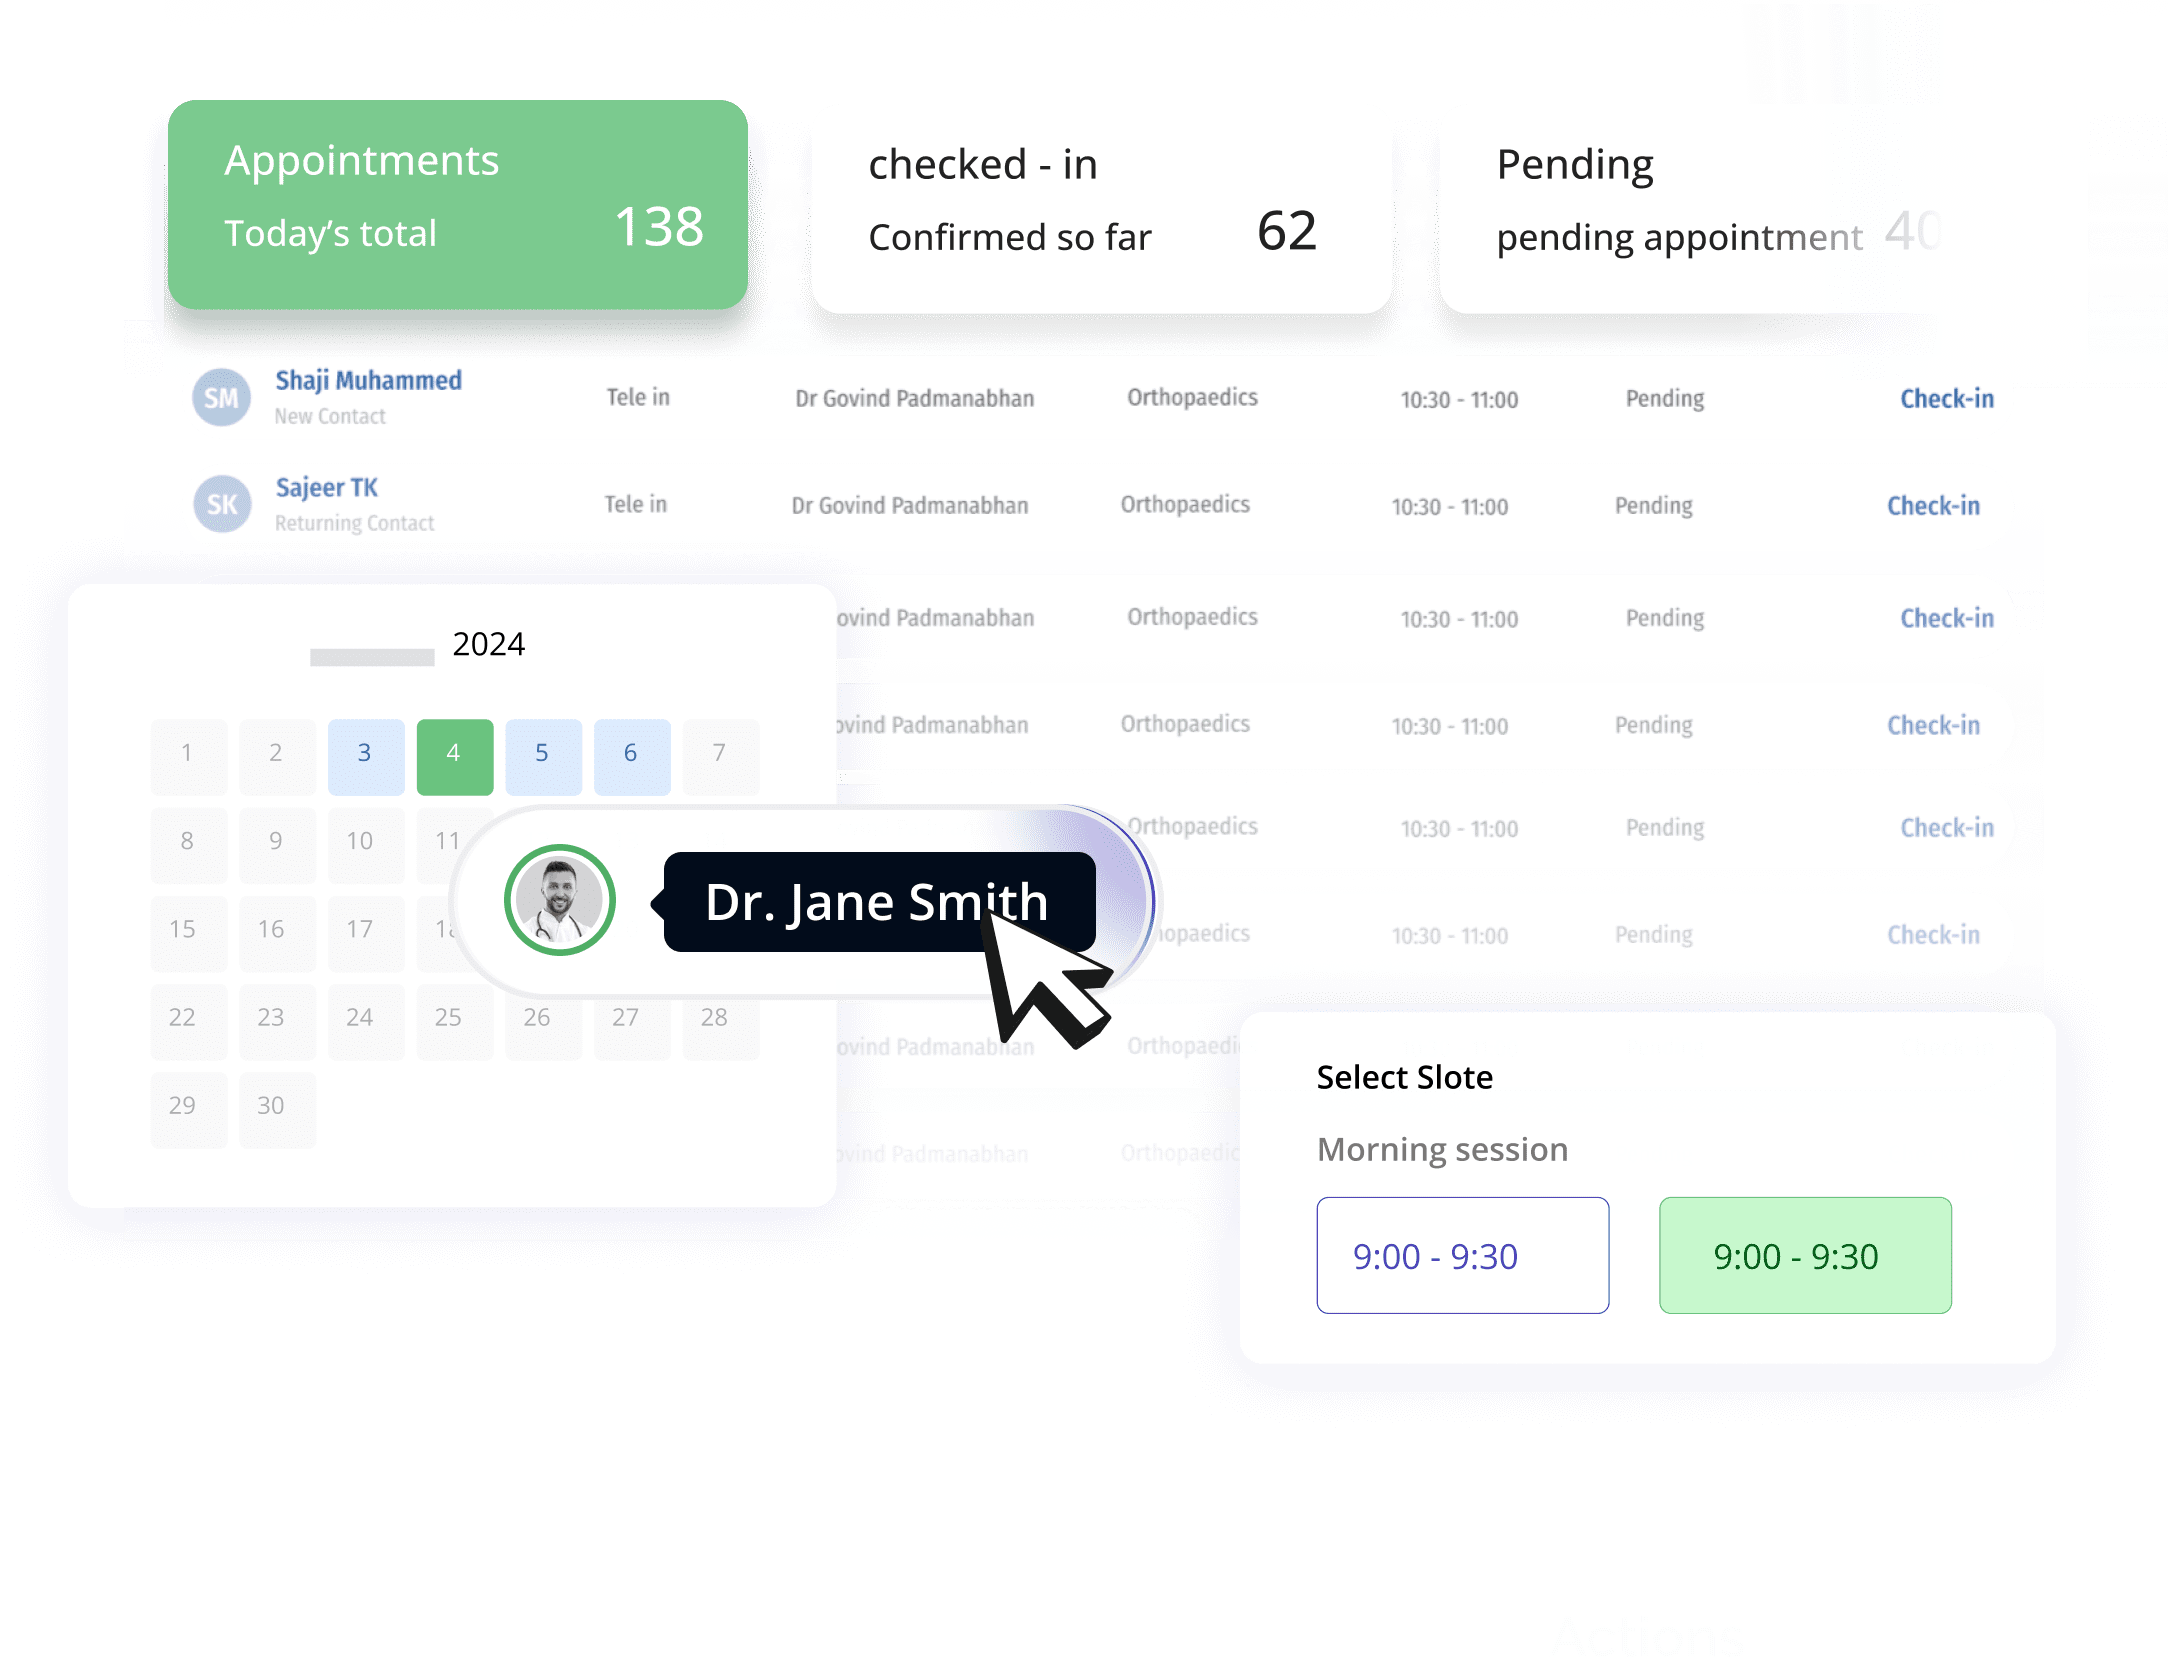 Appointments
Today’s total 138
checked - in
Confirmed so far 62
Pending
pending appointment 40
SM Shaji Muhammed Tele in Dr Govind Padmanabhan Orthopaedics 10:30 - 11:00 Pending Check-in
New Contact
SK Sajeer TK Tele in Dr Govind Padmanabhan Orthopaedics 10:30 - 11:00 Pending Check-in
Returning Contact
ovind Padmanabhan Orthopaedics 10:30 - 11:00 Pending Check-in
ovind Padmanabhan Orthopaedics 10:30 - 11:00 Pending Check-in
Orthopaedics 10:30 - 11:00 Pending Check-in
hopaedics 10:30 - 11:00 Pending Check-in
ovind Padmanabhan Orthopaedi
ovind Padmanabhan Orthopaedic
2024
1 2 3 4 5 6 7
8 9 10 11
15 16 17
22 23 24 25 26 27 28
29 30
Dr. Jane Smith
Select Slote
Morning session
9:00 - 9:30 9:00 - 9:30
Actions